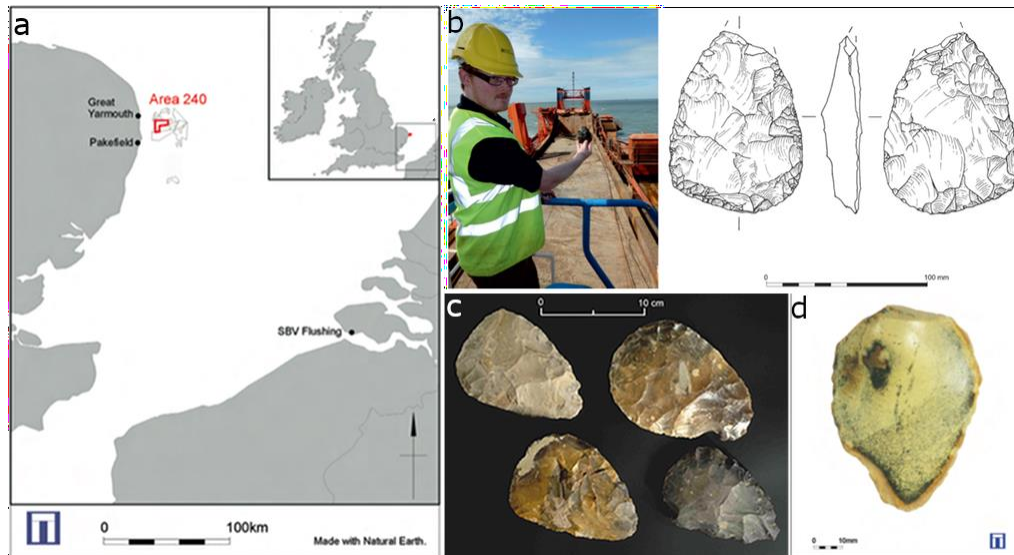 a
Great
Yarmouth
Area 240
Pakefield
SBV Flushing
0 100km
Made with Natural Earth.
b
0 100 mm
c
0 10 cm
d
0 10mm